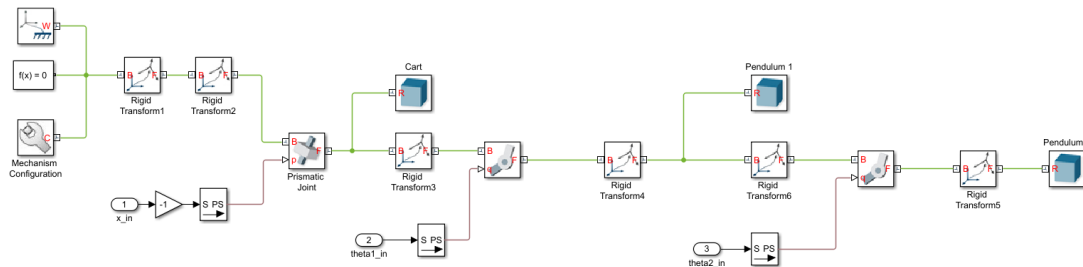 W
f(x) = 0
C
Mechanism
Configuration
B
F
Rigid
Transform1
B
F
Rigid
Transform2
B
p
F
Prismatic
Joint
Cart
R
B
F
Rigid
Transform3
B
q
F
B
F
Rigid
Transform4
Pendulum 1
R
B
F
Rigid
Transform6
B
q
F
B
F
Rigid
Transform5
Pendulum
R
1
x_in
-1
S PS
2
theta1_in
S PS
3
theta2_in
S PS